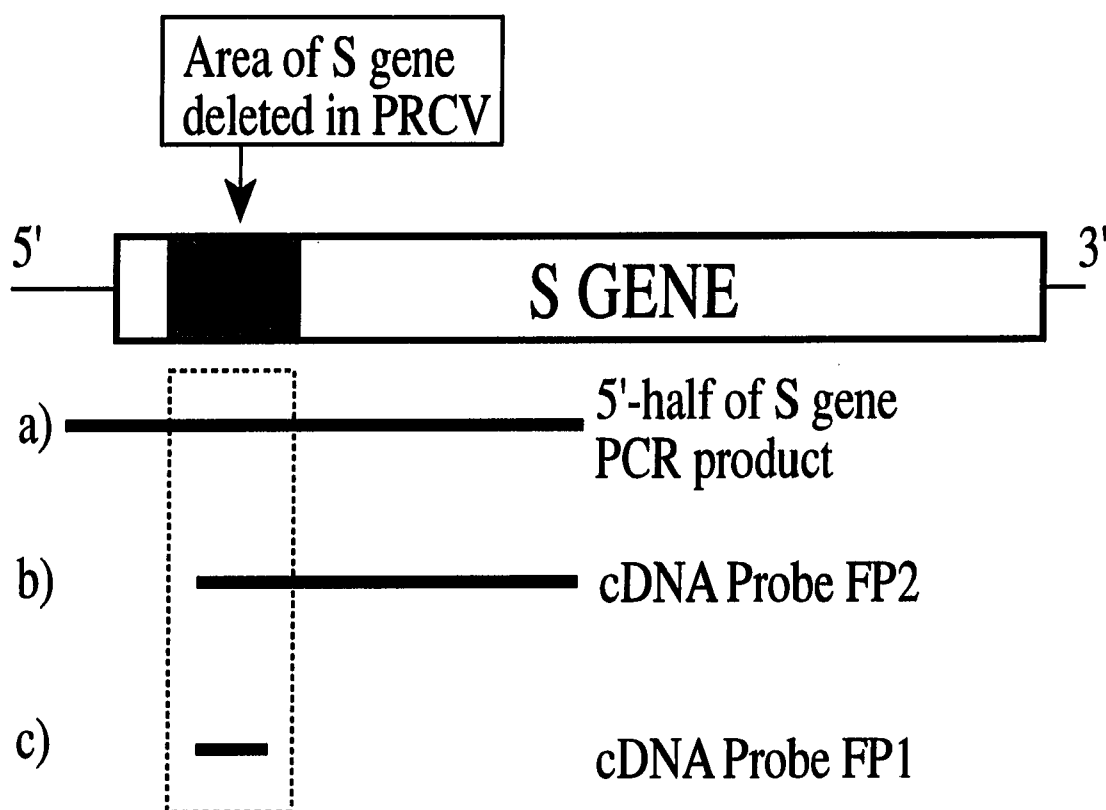 Area of S gene
deleted in PRCV
5'
3'
S GENE
a)
5'-half of S gene
PCR product
b)
cDNA Probe FP2
c)
cDNA Probe FP1